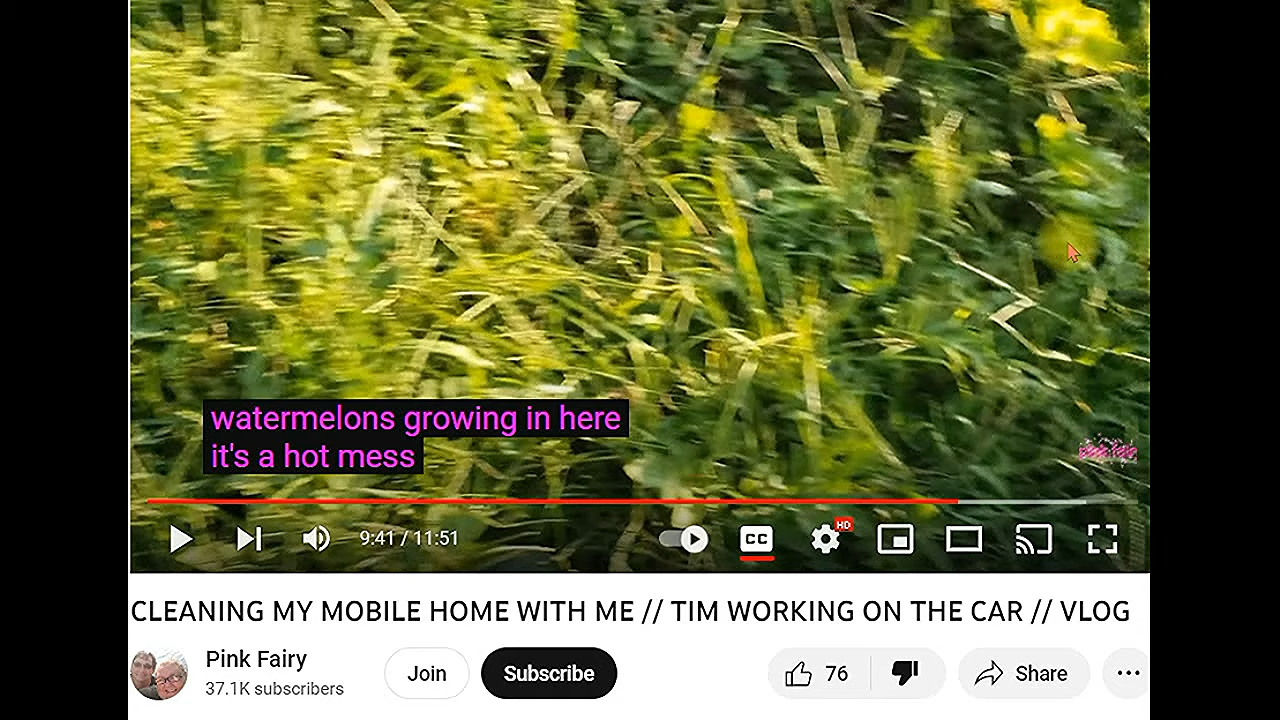 watermelons growing in here
it's a hot mess
9:41 / 11:51
CC
HD
CLEANING MY MOBILE HOME WITH ME // TIM WORKING ON THE CAR // VLOG
Pink Fairy
37.1K subscribers
Join
Subscribe
76
Share